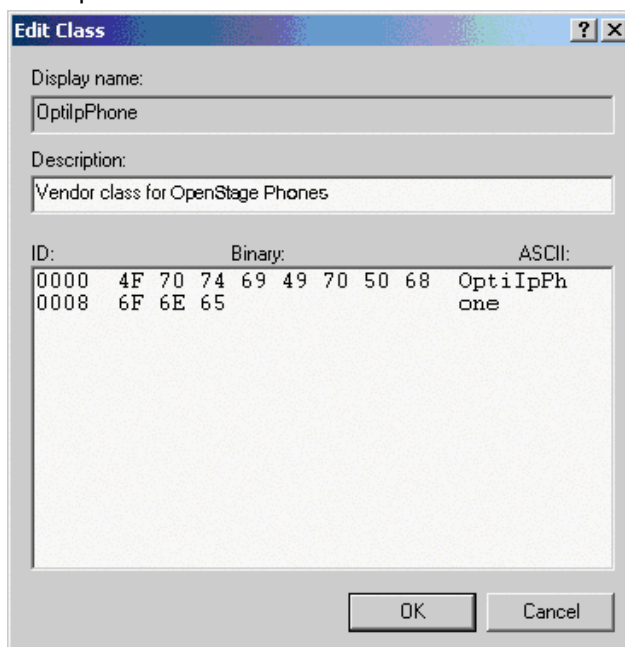 Edit Class
Display name:
OptiIpPhone
Description:
Vendor class for OpenStage Phones
ID: Binary: ASCII:
0000 4F 70 74 69 49 70 50 68 OptiIpPh
0008 6F 6E 65 one
OK Cancel